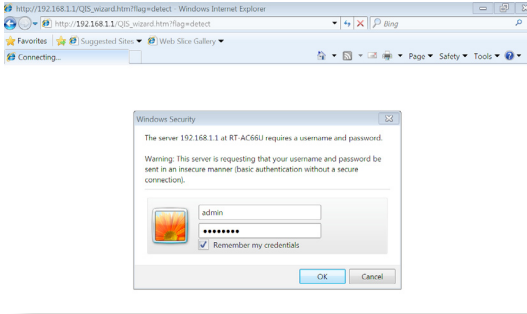 http://192.168.1.1/QIS_wizard.htm?flag=detect - Windows Internet Explorer
http://192.168.1.1/QIS_wizard.htm?flag=detect
Bing
Favorites Suggested Sites Web Slice Gallery
Connecting...
Page Safety Tools
Windows Security
The server 192.168.1.1 at RT-AC66U requires a username and password.
Warning: This server is requesting that your username and password be
sent in an insecure manner (basic authentication without a secure
connection).
admin
••••••••
Remember my credentials
OK Cancel